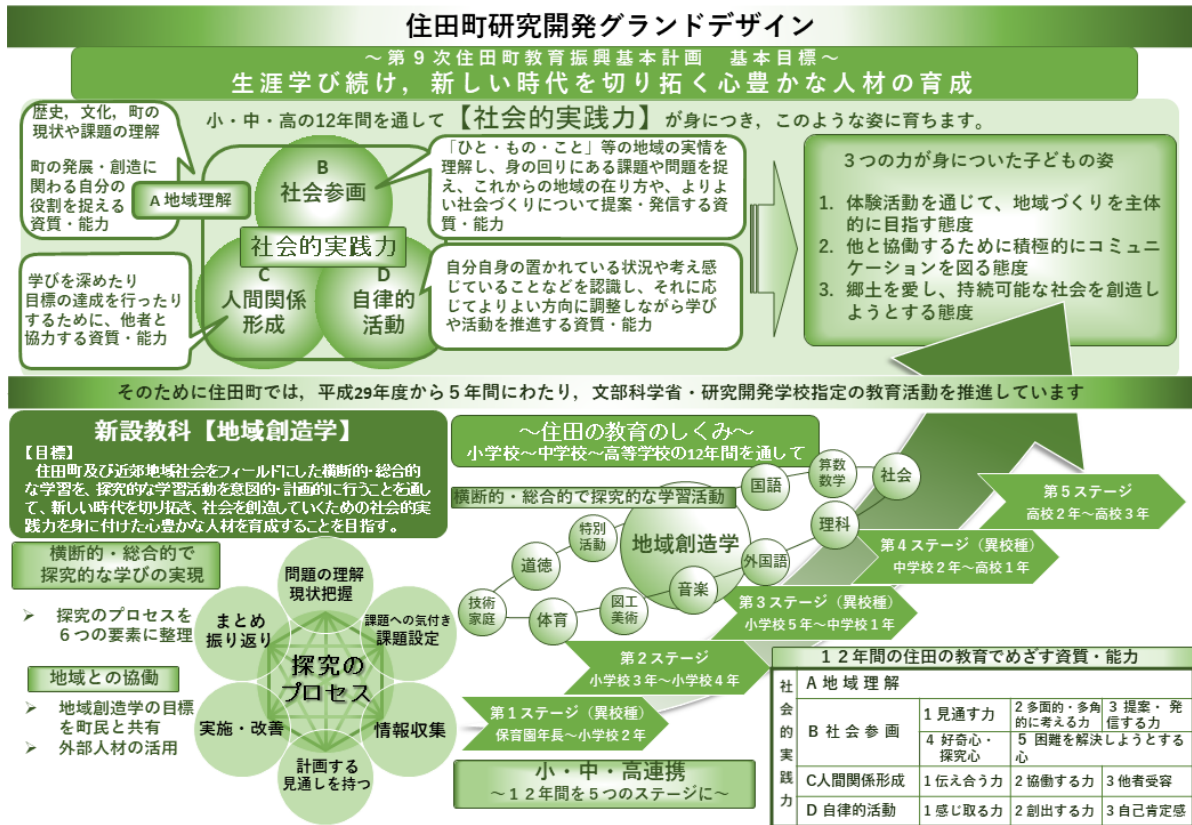 住田町研究開発グランドデザイン
～第９次住田町教育振興基本計画　基本目標～
生涯学び続け，新しい時代を切り拓く心豊かな人材の育成
小・中・高の12年間を通して【社会的実践力】が身につき，このような姿に育ちます。
歴史，文化，町の
現状や課題の理解
町の発展・創造に
関わる自分の
役割を捉える
資質・能力
A 地域理解
B
社会参画
社会的実践力
C
人間関係
形成
D
自律的
活動
「ひと・もの・こと」等の地域の実情を
理解し、身の回りにある課題や問題を捉
え、これからの地域の在り方や、よりよ
い社会づくりについて提案・発信する資
質・能力
学びを深めたり
目標の達成を行ったり
するために、他者と
協力する資質・能力
自分自身の置かれている状況や考え感
じていることなどを認識し、それに応
じてよりよい方向に調整しながら学び
や活動を推進する資質・能力
３つの力が身についた子どもの姿
1. 体験活動を通じて、地域づくりを主体
的に目指す態度
2. 他と協働するために積極的にコミュニ
ケーションを図る態度
3. 郷土を愛し、持続可能な社会を創造し
ようとする態度
そのために住田町では，平成29年度から５年間にわたり，文部科学省・研究開発学校指定の教育活動を推進しています
新設教科【地域創造学】
【目標】
住田町及び近郊地域社会をフィールドにした横断的・総合的
な学習を、探究的な学習活動を意図的・計画的に行うことを通し
て、新しい時代を切り拓き、社会を創造していくための社会的実
践力を身に付けた心豊かな人材を育成することを目指す。
横断的・総合的で
探究的な学びの実現
➢ 探究のプロセスを
６つの要素に整理
地域との協働
➢ 地域創造学の目標
を町民と共有
➢ 外部人材の活用
問題の理解
現状把握
課題への気付き
課題設定
情報収集
計画する
見通しを持つ
実施・改善
まとめ
振り返り
探究の
プロセス
～住田の教育のしくみ～
小学校～中学校～高等学校の12年間を通して
横断的・総合的で探究的な学習活動
地域創造学
国語
算数
数学
社会
理科
外国語
音楽
図工
美術
体育
技術
家庭
道徳
特別
活動
第１ステージ（異校種）
保育園年長～小学校２年
第２ステージ
小学校３年～小学校４年
第３ステージ（異校種）
小学校５年～中学校１年
第４ステージ（異校種）
中学校２年～高校１年
第５ステージ
高校２年～高校３年
小・中・高連携
～１２年間を５つのステージに～
１２年間の住田の教育でめざす資質・能力
社会的実践力
A 地域理解
B 社会参画
1 見通す力
2 多面的・多角
的に考える力
3 提案・発
信する力
4 好奇心・
探究心
5 困難を解決しようとする
心
C人間関係形成
1 伝え合う力
2 協働する力
3 他者受容
D 自律的活動
1 感じ取る力
2 創出する力
3 自己肯定感